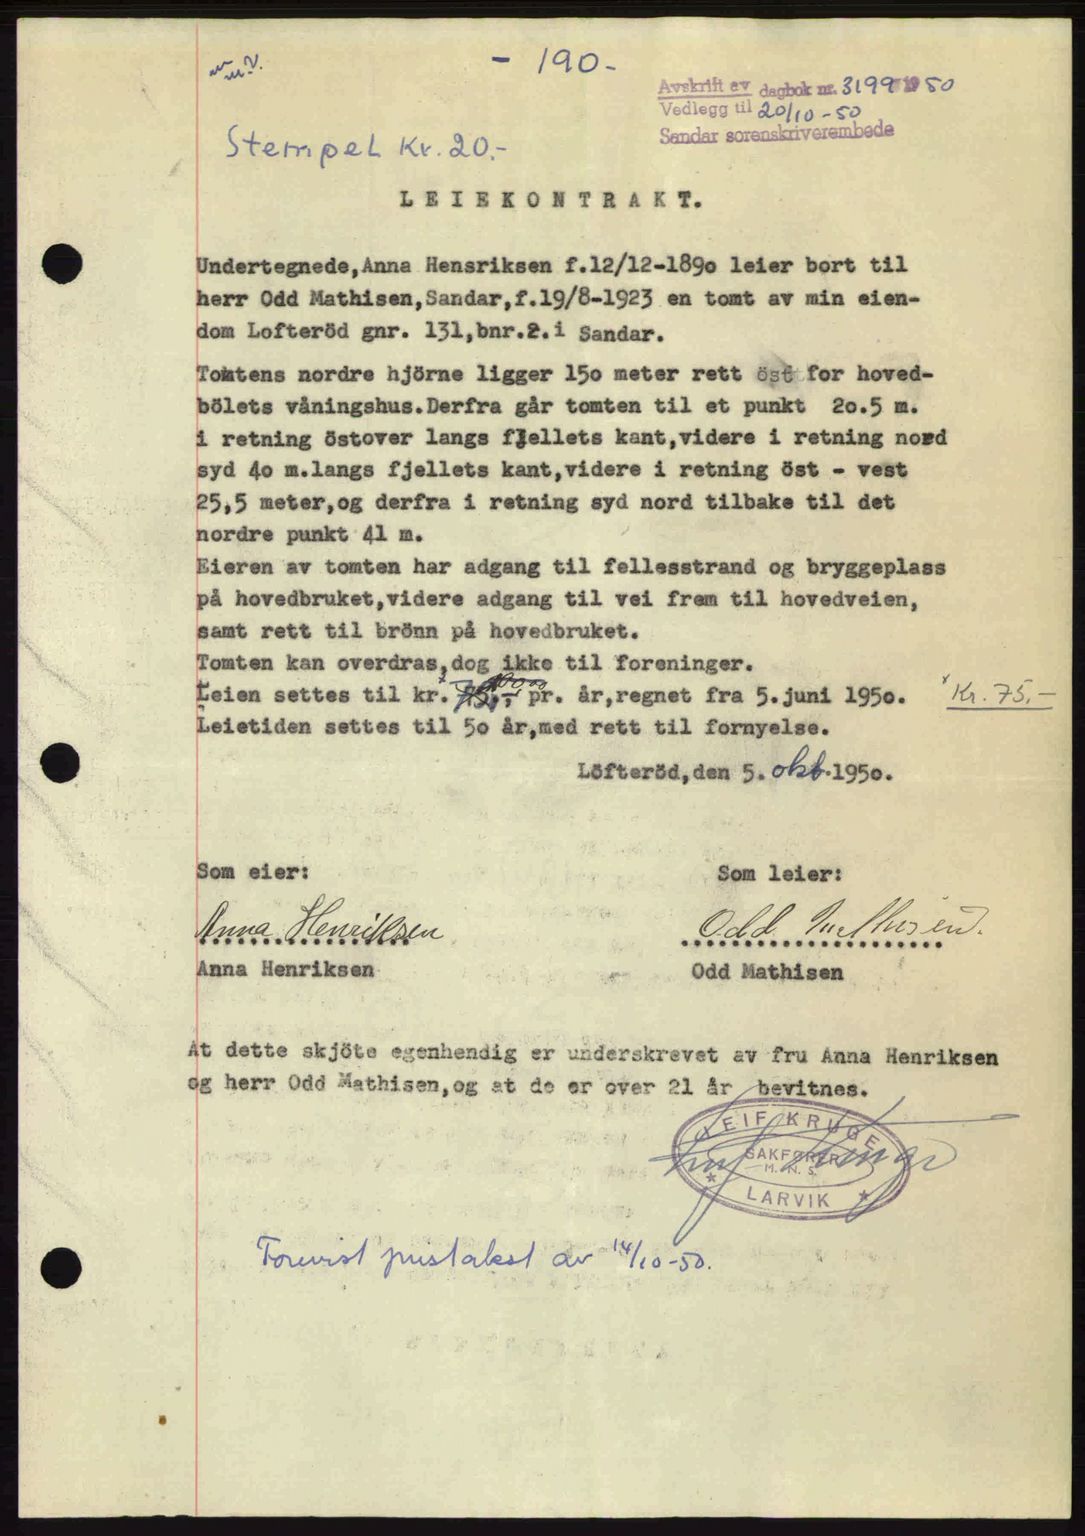 - 190 -
Avskrift av dagbok nr. 3199 1950
Vedlegg til 20/10-50
Sandar sorenskriverembede
Stempel Kr. 20.-
LEIEKONTRAKT.
Undertegnede,Anna Hensriksen f.12/12-1890 leier bort til
herr Odd Mathisen,Sandar,f.19/8-1923 en tomt av min eien-
dom Lofteröd gnr. 131,bnr.2.i Sandar.
Tomtens nordre hjörne ligger 150 meter rett öst for hoved-
bölets våningshus.Derfra går tomten til et punkt 20.5 m.
i retning östover langs fjellets kant,videre i retning nord
syd 40 m.langs fjellets kant,videre i retning öst - vest
25,5 meter,og derfra i retning syd nord tilbake til det
nordre punkt 41 m.
Eieren av tomten har adgang til fellesstrand og bryggeplass
på hovedbruket,videre adgang til vei frem til hovedveien,
samt rett til brönn på hovedbruket.
Tomten kan overdras,dog ikke til foreninger.
Leien settes til kr. pr. år,regnet fra 5.juni 1950. x Kr. 75,-
Leietiden settes til 50 år,med rett til fornyelse.
Löfteröd,den 5. okt. 1950.
Som eier: Som leier:
Anna Henriksen Odd Mathisen.
Anna Henriksen Odd Mathisen
At dette skjöte egenhendig er underskrevet av fru Anna Henriksen
og herr Odd Mathisen,og at de er over 21 år bevitnes.
LEIF KRUGE
SAKFØRER
M. N. S.
* LARVIK *
Forevist pristakst av 14/10-50.